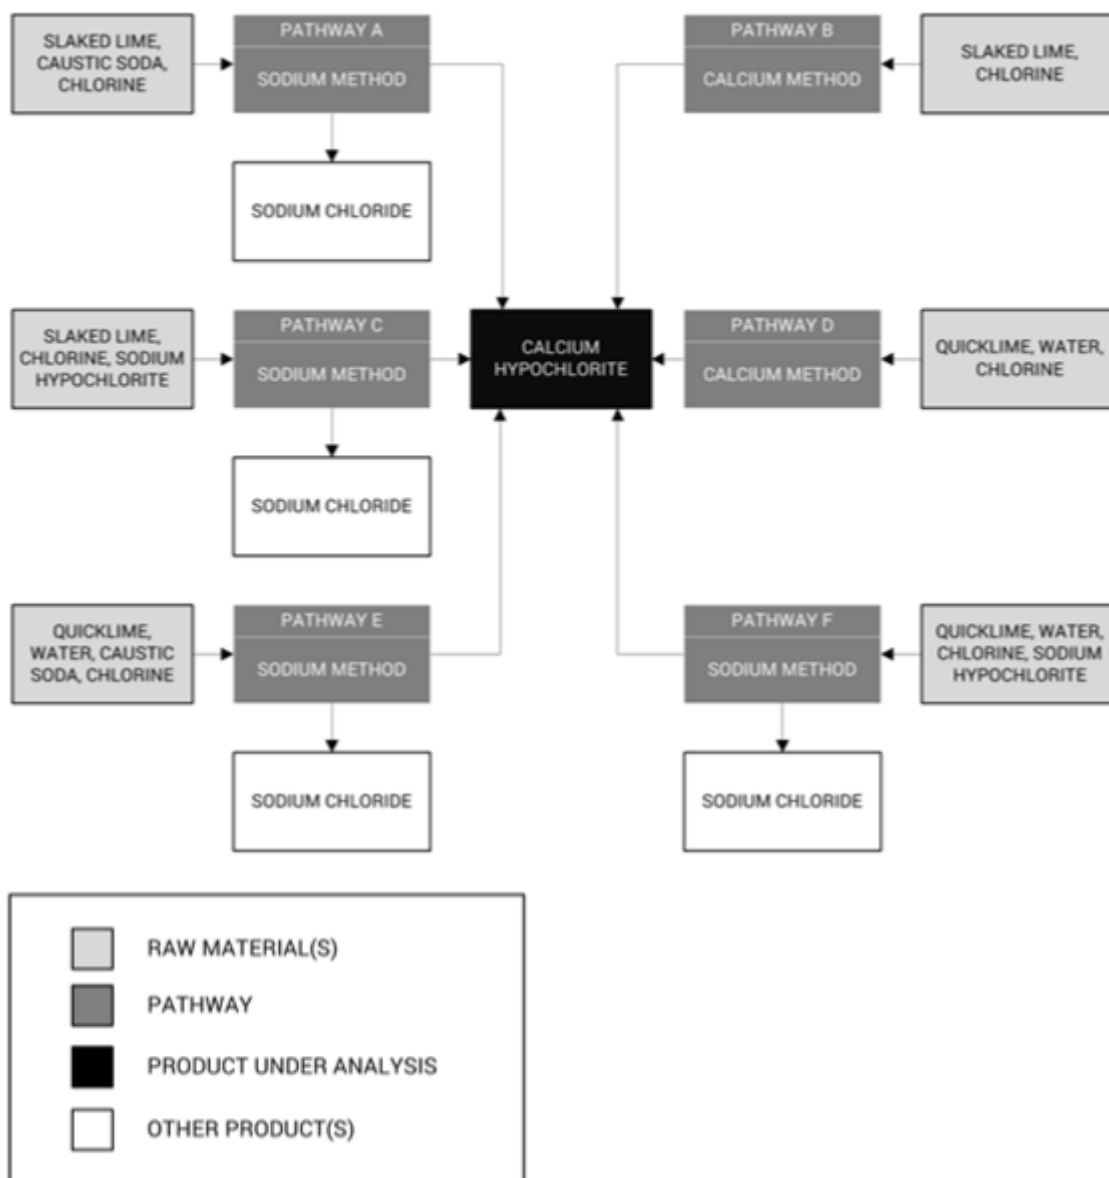 SLAKED LIME,
CAUSTIC SODA,
CHLORINE
PATHWAY A
SODIUM METHOD
SODIUM CHLORIDE
PATHWAY B
CALCIUM METHOD
SLAKED LIME,
CHLORINE
SLAKED LIME,
CHLORINE, SODIUM
HYPOCHLORITE
PATHWAY C
SODIUM METHOD
SODIUM CHLORIDE
CALCIUM
HYPOCHLORITE
PATHWAY D
CALCIUM METHOD
QUICKLIME, WATER,
CHLORINE
QUICKLIME,
WATER, CAUSTIC
SODA, CHLORINE
PATHWAY E
SODIUM METHOD
SODIUM CHLORIDE
PATHWAY F
SODIUM METHOD
QUICKLIME, WATER,
CHLORINE, SODIUM
HYPOCHLORITE
SODIUM CHLORIDE
RAW MATERIAL(S)
PATHWAY
PRODUCT UNDER ANALYSIS
OTHER PRODUCT(S)